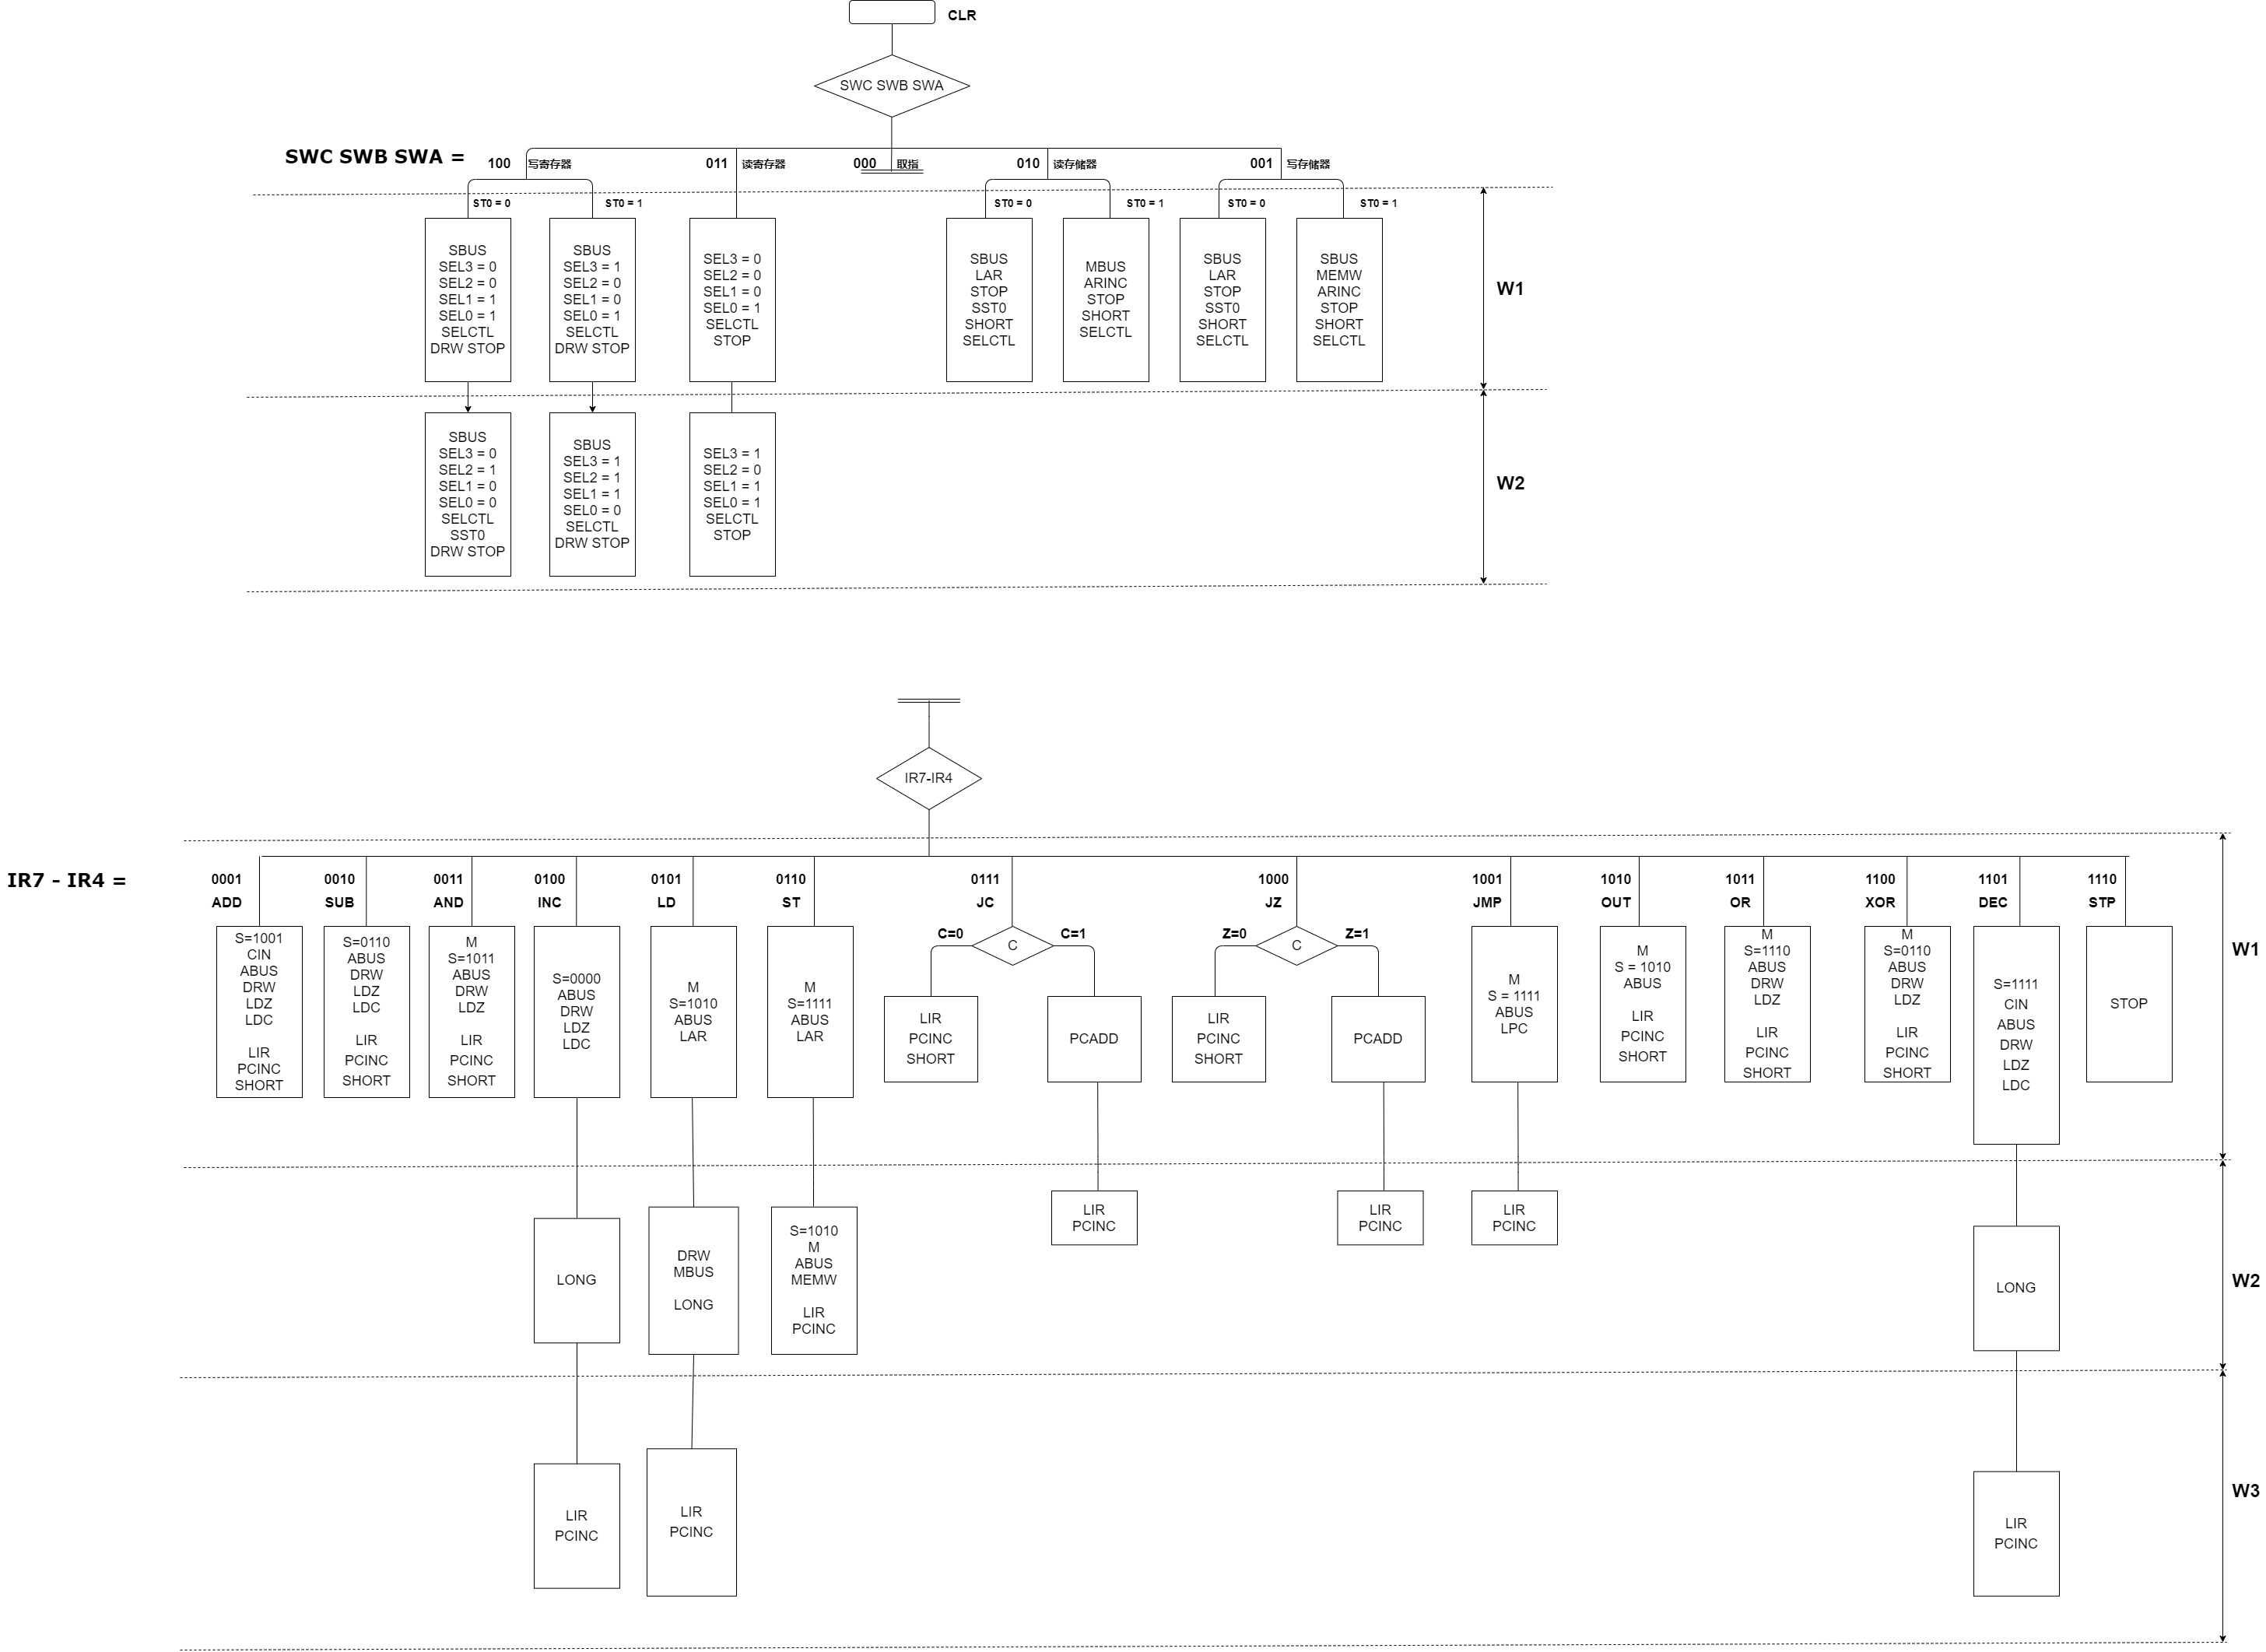 CLR
SWC SWB SWA
SWC SWB SWA =
100 写寄存器
011 读寄存器
000 取指
010 读存储器
001 写存储器
ST0 = 0
ST0 = 1
ST0 = 0
ST0 = 1
ST0 = 0
ST0 = 1
SBUS
SEL3 = 0
SEL2 = 0
SEL1 = 1
SEL0 = 1
SELCTL
DRW STOP
SBUS
SEL3 = 1
SEL2 = 0
SEL1 = 0
SEL0 = 1
SELCTL
DRW STOP
SEL3 = 0
SEL2 = 0
SEL1 = 0
SEL0 = 1
SELCTL
STOP
SBUS
LAR
STOP
SST0
SHORT
SELCTL
MBUS
ARINC
STOP
SHORT
SELCTL
SBUS
LAR
STOP
SST0
SHORT
SELCTL
SBUS
MEMW
ARINC
STOP
SHORT
SELCTL
W1
SBUS
SEL3 = 0
SEL2 = 1
SEL1 = 0
SEL0 = 0
SELCTL
SST0
DRW STOP
SBUS
SEL3 = 1
SEL2 = 1
SEL1 = 1
SEL0 = 0
SELCTL
DRW STOP
SEL3 = 1
SEL2 = 0
SEL1 = 1
SEL0 = 1
SELCTL
STOP
W2
IR7-IR4
IR7 - IR4 =
0001
ADD
0010
SUB
0011
AND
0100
INC
0101
LD
0110
ST
0111
JC
1000
JZ
1001
JMP
1010
OUT
1011
OR
1100
XOR
1101
DEC
1110
STP
S=1001
CIN
ABUS
DRW
LDZ
LDC
LIR
PCINC
SHORT
S=0110
ABUS
DRW
LDZ
LDC
LIR
PCINC
SHORT
M
S=1011
ABUS
DRW
LDZ
LIR
PCINC
SHORT
S=0000
ABUS
DRW
LDZ
LDC
M
S=1010
ABUS
LAR
M
S=1111
ABUS
LAR
C=0
C
C=1
LIR
PCINC
SHORT
PCADD
Z=0
C
Z=1
LIR
PCINC
SHORT
PCADD
M
S = 1111
ABUS
LPC
M
S = 1010
ABUS
LIR
PCINC
SHORT
M
S=1110
ABUS
DRW
LDZ
LIR
PCINC
SHORT
M
S=0110
ABUS
DRW
LDZ
LIR
PCINC
SHORT
S=1111
CIN
ABUS
DRW
LDZ
LDC
STOP
W1
LONG
DRW
MBUS
LONG
S=1010
M
ABUS
MEMW
LIR
PCINC
LIR
PCINC
LIR
PCINC
LIR
PCINC
LONG
W2
LIR
PCINC
LIR
PCINC
LIR
PCINC
W3